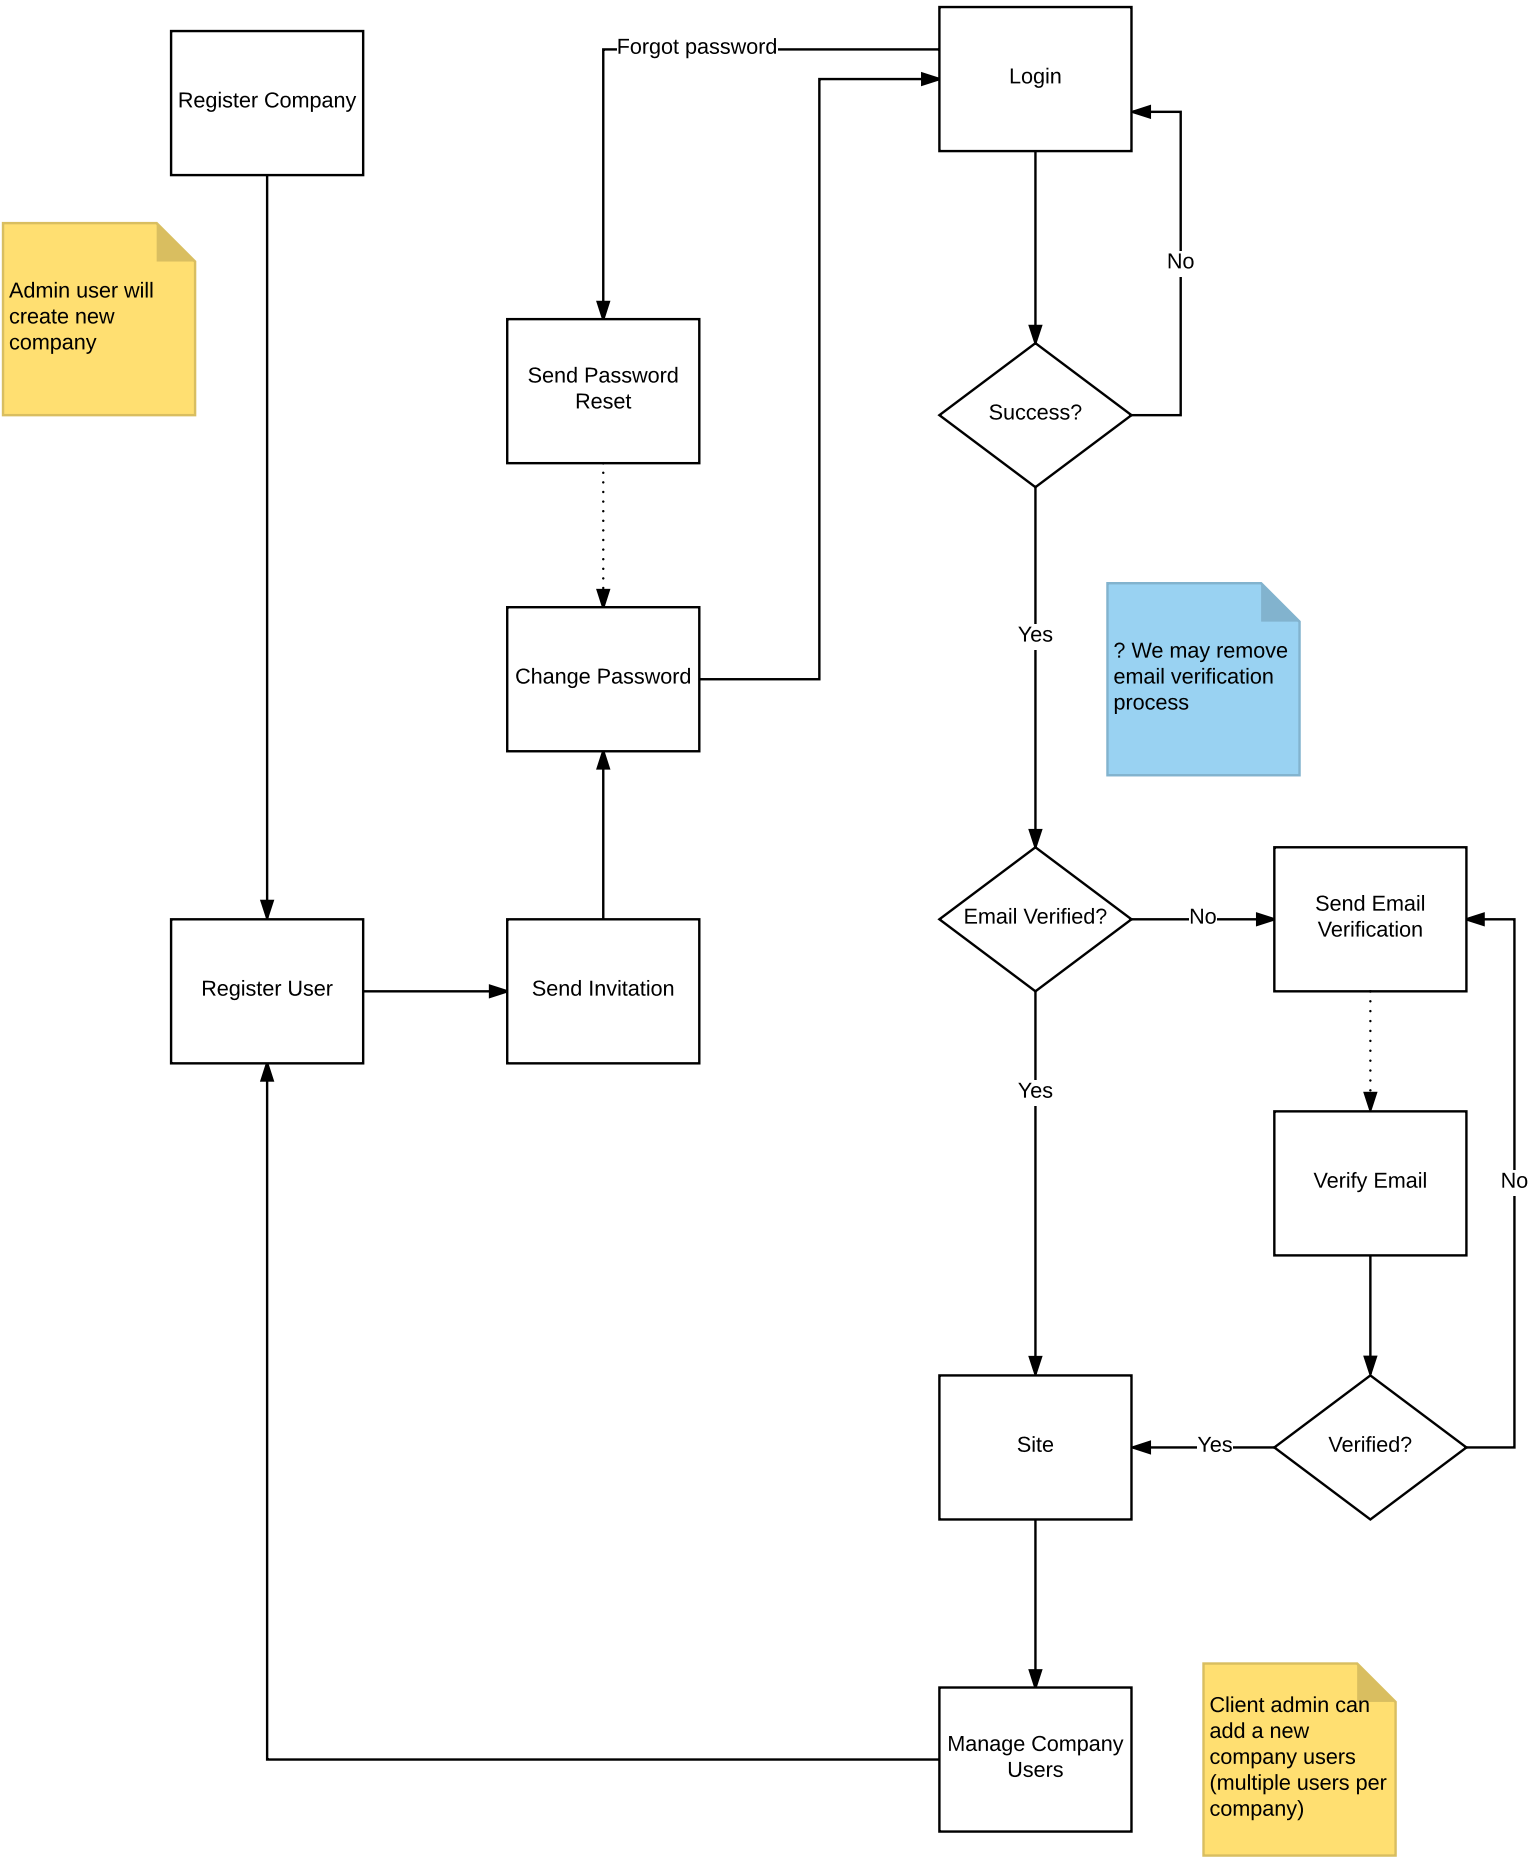 Forgot password
Login
Register Company
No
Admin user will
create new
company
Send Password
Reset
Success?
Yes
? We may remove
email verification
process
Change Password
Email Verified?
No
Send Email
Verification
Register User
Send Invitation
Yes
Verify Email
No
Site
Yes
Verified?
Manage Company
Users
Client admin can
add a new
company users
(multiple users per
company)